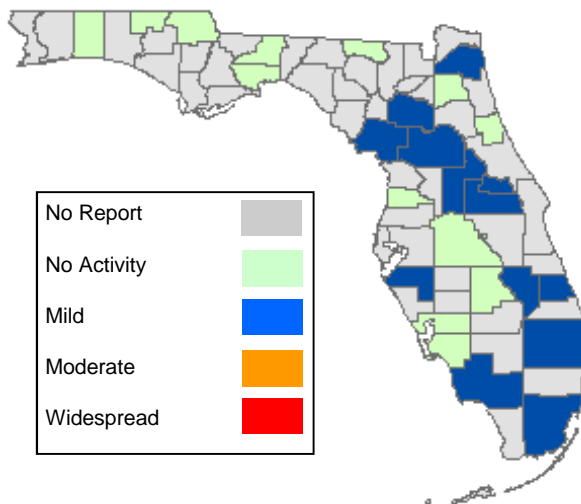 No Report
No Activity
Mild
Moderate
Widespread